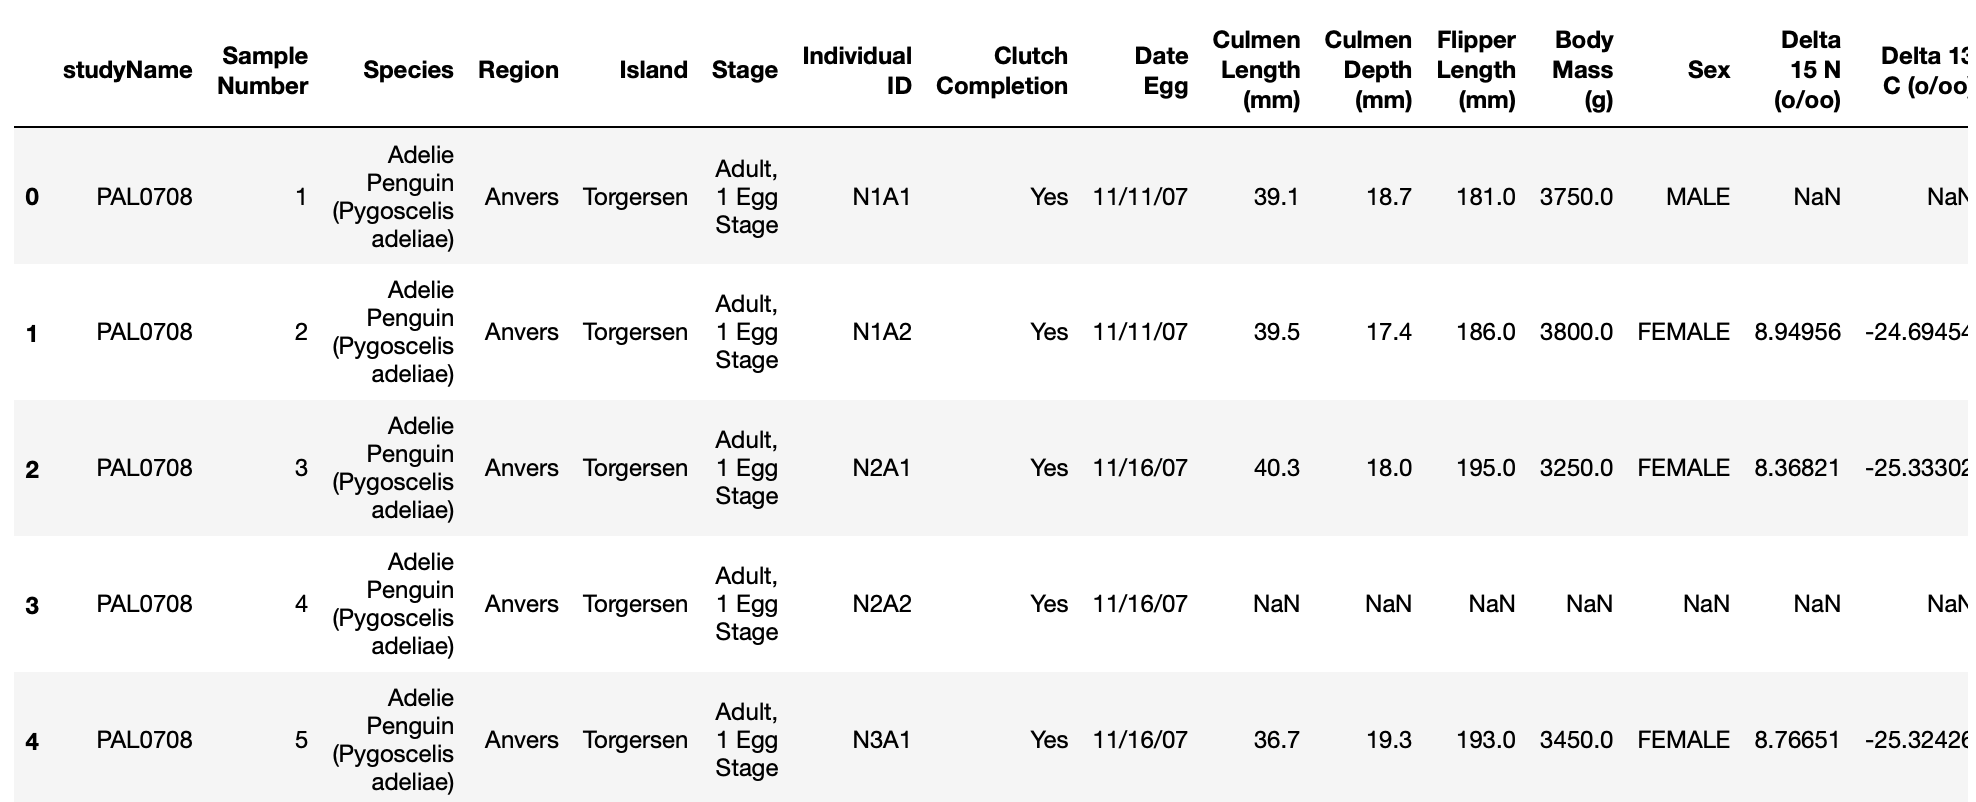 studyName Sample Number Species Region Island Stage Individual ID Clutch Completion Date Egg Culmen Length (mm) Culmen Depth (mm) Flipper Length (mm) Body Mass (g) Sex Delta 15 N (o/oo) Delta 13 C (o/oo)
0 PAL0708 1 Adelie Penguin (Pygoscelis adeliae) Anvers Torgersen Adult, 1 Egg Stage N1A1 Yes 11/11/07 39.1 18.7 181.0 3750.0 MALE NaN NaN
1 PAL0708 2 Adelie Penguin (Pygoscelis adeliae) Anvers Torgersen Adult, 1 Egg Stage N1A2 Yes 11/11/07 39.5 17.4 186.0 3800.0 FEMALE 8.94956 -24.69454
2 PAL0708 3 Adelie Penguin (Pygoscelis adeliae) Anvers Torgersen Adult, 1 Egg Stage N2A1 Yes 11/16/07 40.3 18.0 195.0 3250.0 FEMALE 8.36821 -25.33302
3 PAL0708 4 Adelie Penguin (Pygoscelis adeliae) Anvers Torgersen Adult, 1 Egg Stage N2A2 Yes 11/16/07 NaN NaN NaN NaN NaN NaN NaN
4 PAL0708 5 Adelie Penguin (Pygoscelis adeliae) Anvers Torgersen Adult, 1 Egg Stage N3A1 Yes 11/16/07 36.7 19.3 193.0 3450.0 FEMALE 8.76651 -25.32426